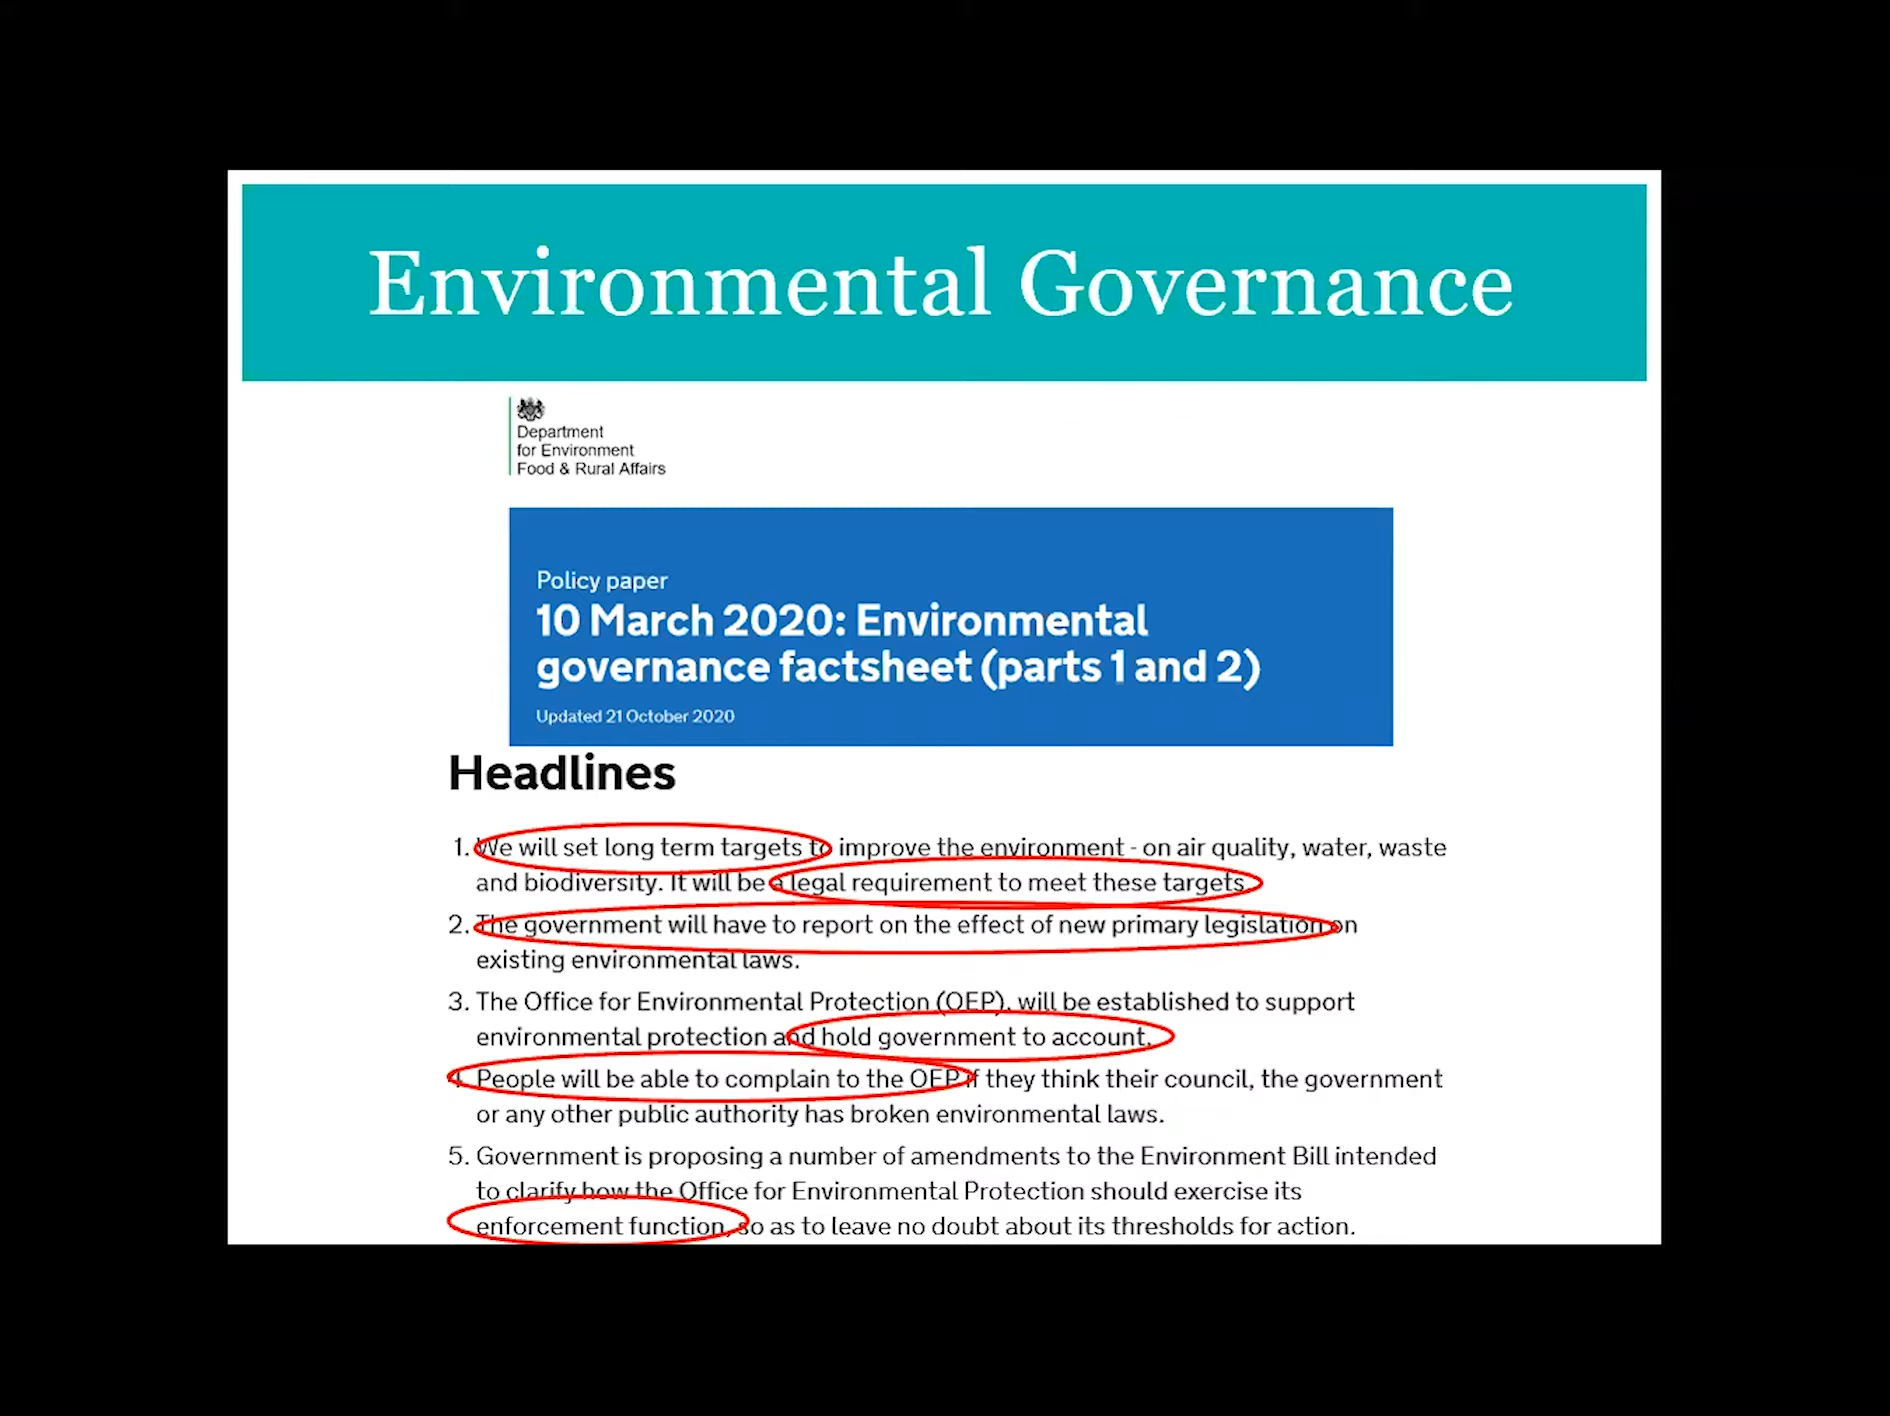 Environmental Governance
Department
for Environment
Food & Rural Affairs
Policy paper
10 March 2020: Environmental
governance factsheet (parts 1 and 2)
Updated 21 October 2020
Headlines
1. We will set long term targets to improve the environment - on air quality, water, waste
and biodiversity. It will be a legal requirement to meet these targets.
2. The government will have to report on the effect of new primary legislation on
existing environmental laws.
3. The Office for Environmental Protection (OEP), will be established to support
environmental protection and hold government to account.
4. People will be able to complain to the OEP if they think their council, the government
or any other public authority has broken environmental laws.
5. Government is proposing a number of amendments to the Environment Bill intended
to clarify how the Office for Environmental Protection should exercise its
enforcement function, so as to leave no doubt about its thresholds for action.